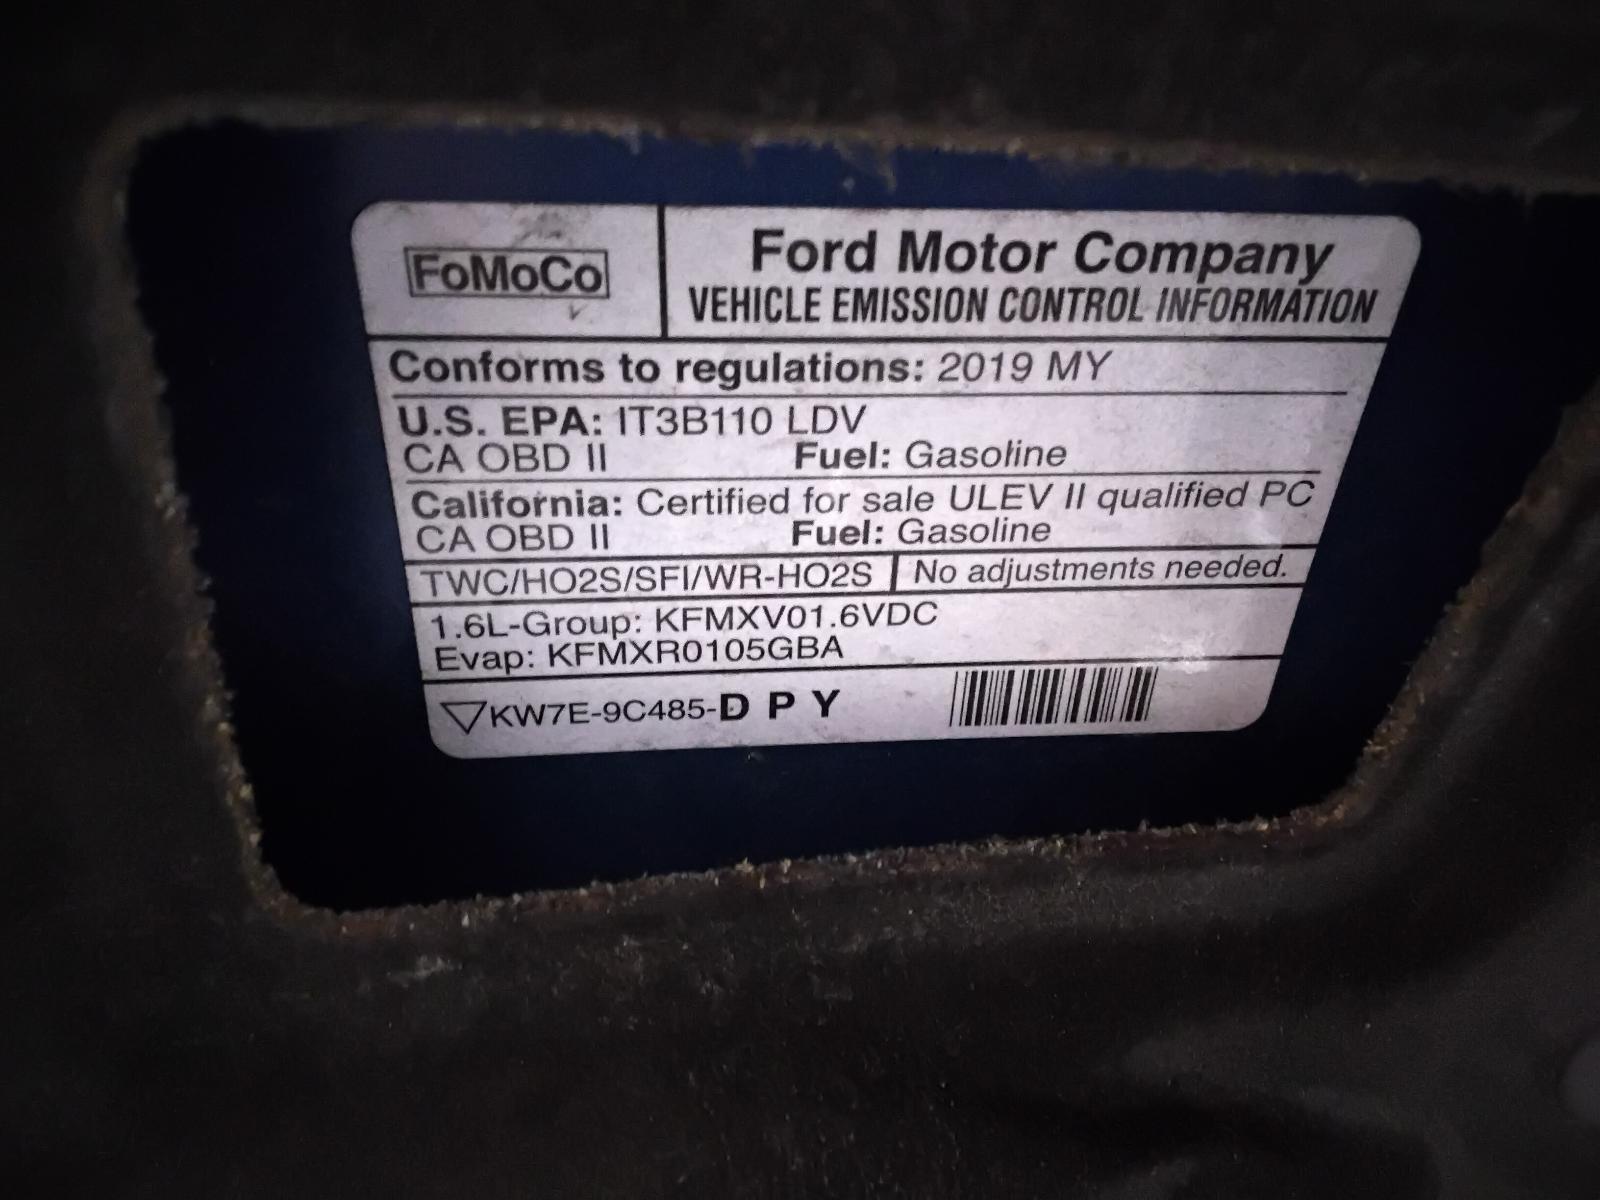 FoMoCo
Ford Motor Company
VEHICLE EMISSION CONTROL INFORMATION
Conforms to regulations: 2019 MY
U.S. EPA: IT3B110 LDV
CA OBD II Fuel: Gasoline
California: Certified for sale ULEV II qualified PC
CA OBD II Fuel: Gasoline
TWC/HO2S/SFI/WR-HO2S No adjustments needed.
1.6L-Group: KFMXV01.6VDC
Evap: KFMXR0105GBA
KW7E-9C485-D P Y